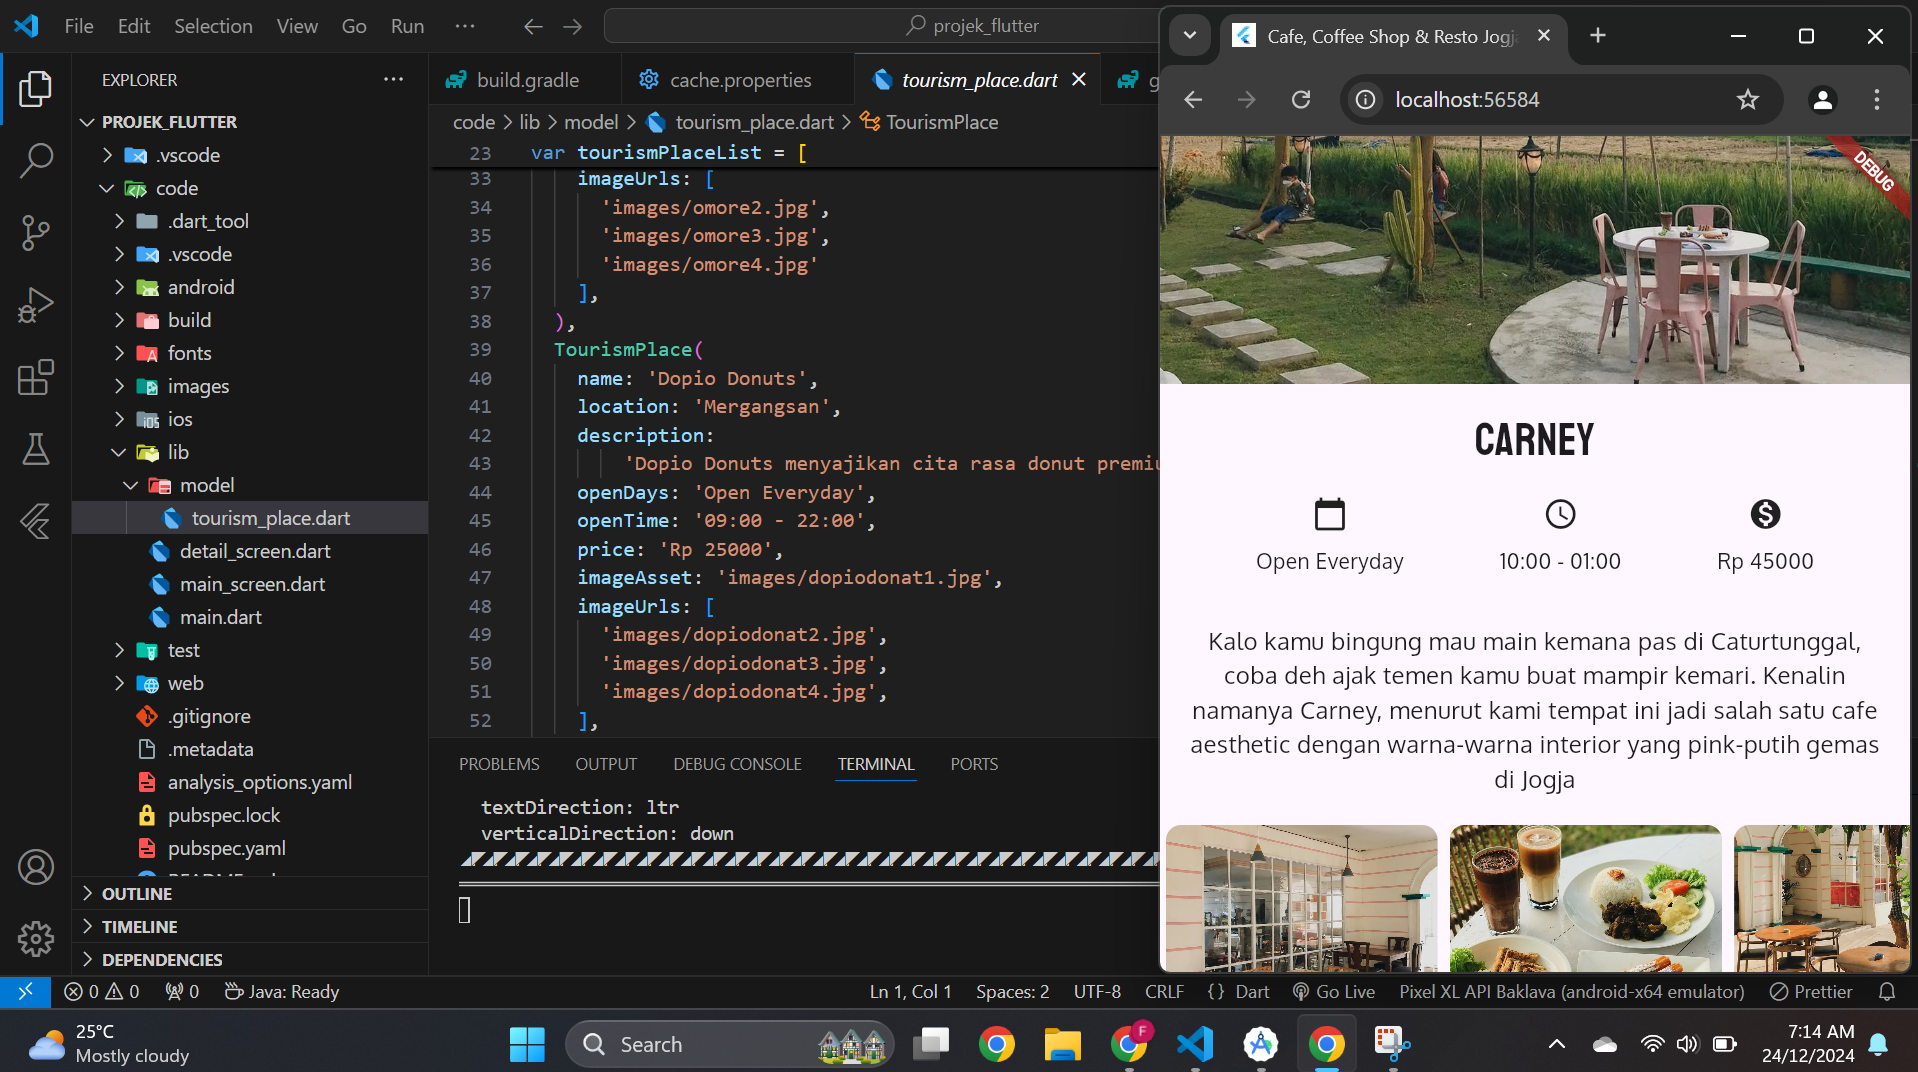 File Edit Selection View Go Run ··· projek_flutter
EXPLORER ···
PROJEK_FLUTTER
.vscode
code
.dart_tool
.vscode
android
build
fonts
images
ios
lib
model
tourism_place.dart
detail_screen.dart
main_screen.dart
main.dart
test
web
.gitignore
.metadata
analysis_options.yaml
pubspec.lock
pubspec.yaml
OUTLINE
TIMELINE
DEPENDENCIES
build.gradle cache.properties tourism_place.dart g
code > lib > model > tourism_place.dart > TourismPlace
23 var tourismPlaceList = [
33 imageUrls: [
34 'images/omore2.jpg',
35 'images/omore3.jpg',
36 'images/omore4.jpg'
37 ],
38 ),
39 TourismPlace(
40 name: 'Dopio Donuts',
41 location: 'Mergangsan',
42 description:
43 'Dopio Donuts menyajikan cita rasa donut premiu
44 openDays: 'Open Everyday',
45 openTime: '09:00 - 22:00',
46 price: 'Rp 25000',
47 imageAsset: 'images/dopiodonat1.jpg',
48 imageUrls: [
49 'images/dopiodonat2.jpg',
50 'images/dopiodonat3.jpg',
51 'images/dopiodonat4.jpg',
52 ],
PROBLEMS OUTPUT DEBUG CONSOLE TERMINAL PORTS
textDirection: ltr
verticalDirection: down
Cafe, Coffee Shop & Resto Jogj
localhost:56584
DEBUG
CARNEY
Open Everyday 10:00 - 01:00 Rp 45000
Kalo kamu bingung mau main kemana pas di Caturtunggal,
coba deh ajak temen kamu buat mampir kemari. Kenalin
namanya Carney, menurut kami tempat ini jadi salah satu cafe
aesthetic dengan warna-warna interior yang pink-putih gemas
di Jogja
0 0 0 Java: Ready Ln 1, Col 1 Spaces: 2 UTF-8 CRLF {} Dart Go Live Pixel XL API Baklava (android-x64 emulator) Prettier
25°C
Mostly cloudy
Search
F
7:14 AM
24/12/2024